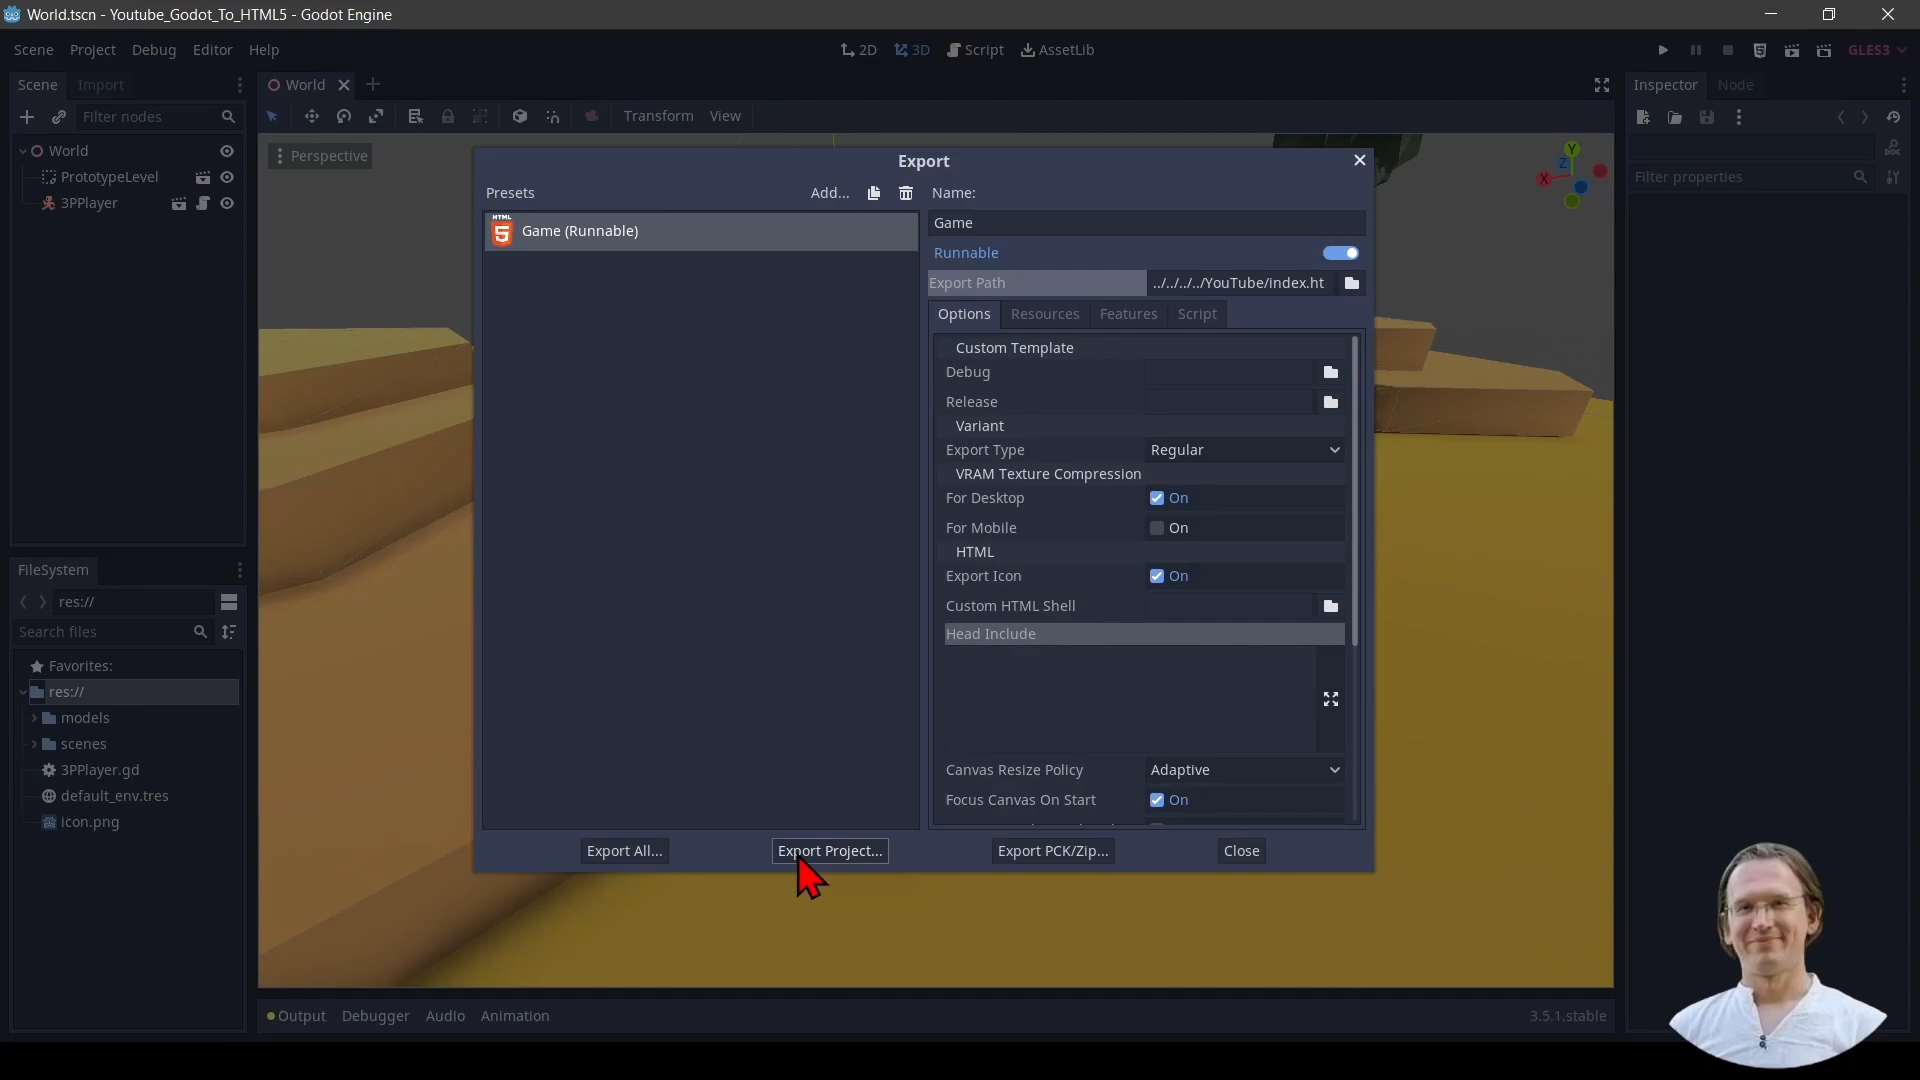 World.tscn - Youtube_Godot_To_HTML5 - Godot Engine
Scene Project Debug Editor Help
2D 3D Script AssetLib
GLES3
Scene Import
World
Inspector Node
Filter nodes
Transform View
World
PrototypeLevel
3PPlayer
Perspective
Y
Z
X
Filter properties
FileSystem
res://
Search files
Favorites:
res://
models
scenes
3PPlayer.gd
default_env.tres
icon.png
Export
Presets
Add...
HTML
5
Game (Runnable)
Name:
Game
Runnable
Export Path ../../../../YouTube/index.ht
Options Resources Features Script
Custom Template
Debug
Release
Variant
Export Type Regular
VRAM Texture Compression
For Desktop On
For Mobile On
HTML
Export Icon On
Custom HTML Shell
Head Include
Canvas Resize Policy Adaptive
Focus Canvas On Start On
Export All... Export Project... Export PCK/Zip... Close
Output Debugger Audio Animation
3.5.1.stable